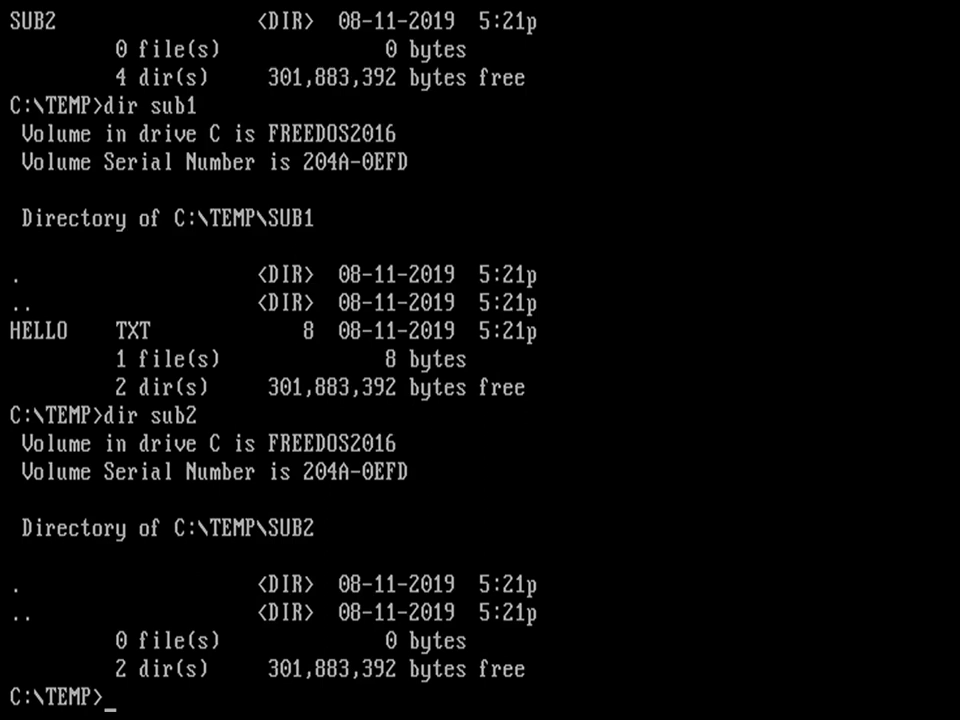 SUB2 <DIR> 08-11-2019 5:21p
0 file(s) 0 bytes
4 dir(s) 301,883,392 bytes free
C:\TEMP>dir sub1
Volume in drive C is FREEDOS2016
Volume Serial Number is 204A-0EFD
Directory of C:\TEMP\SUB1
. <DIR> 08-11-2019 5:21p
.. <DIR> 08-11-2019 5:21p
HELLO TXT 8 08-11-2019 5:21p
1 file(s) 8 bytes
2 dir(s) 301,883,392 bytes free
C:\TEMP>dir sub2
Volume in drive C is FREEDOS2016
Volume Serial Number is 204A-0EFD
Directory of C:\TEMP\SUB2
. <DIR> 08-11-2019 5:21p
.. <DIR> 08-11-2019 5:21p
0 file(s) 0 bytes
2 dir(s) 301,883,392 bytes free
C:\TEMP>_